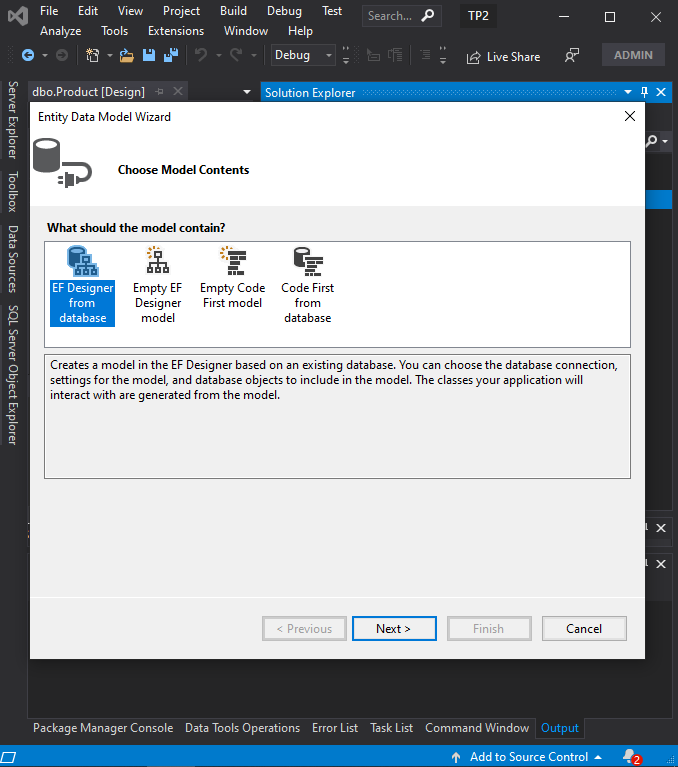 File Edit View Project Build Debug Test Search... TP2
Analyze Tools Extensions Window Help
Debug Live Share ADMIN
dbo.Product [Design] Solution Explorer
Server Explorer
Toolbox
Data Sources
SQL Server Object Explorer
Entity Data Model Wizard
Choose Model Contents
What should the model contain?
EF Designer from database
Empty EF Designer model
Empty Code First model
Code First from database
Creates a model in the EF Designer based on an existing database. You can choose the database connection,
settings for the model, and database objects to include in the model. The classes your application will
interact with are generated from the model.
< Previous Next > Finish Cancel
Package Manager Console Data Tools Operations Error List Task List Command Window Output
Add to Source Control 2